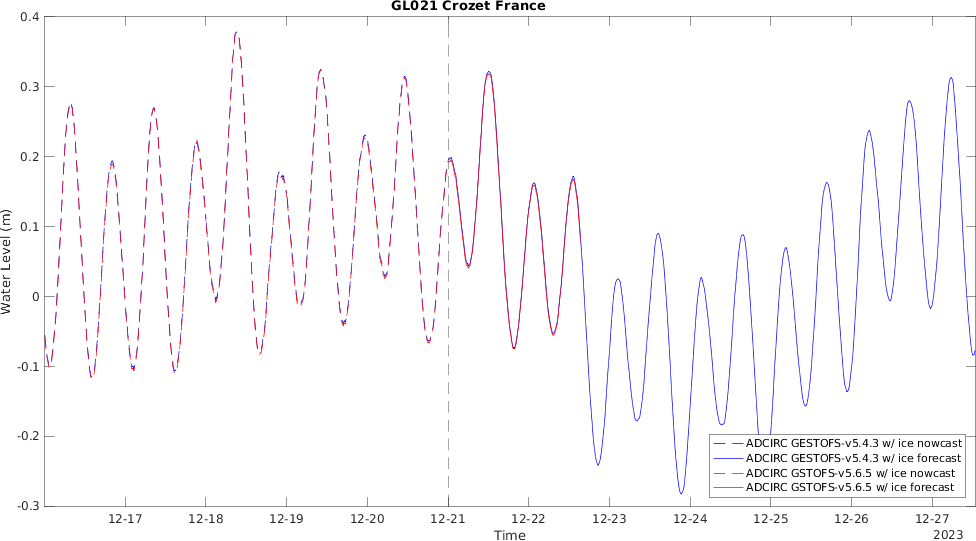 GL021 Crozet France
0.4
0.3
0.2
0.1
0
-0.1
-0.2
-0.3
Water Level (m)
ADCIRC GESTOFS-v5.4.3 w/ ice nowcast
ADCIRC GESTOFS-v5.4.3 w/ ice forecast
ADCIRC GSTOFS-v5.6.5 w/ ice nowcast
ADCIRC GSTOFS-v5.6.5 w/ ice forecast
12-17 12-18 12-19 12-20 12-21 12-22 12-23 12-24 12-25 12-26 12-27
Time
2023